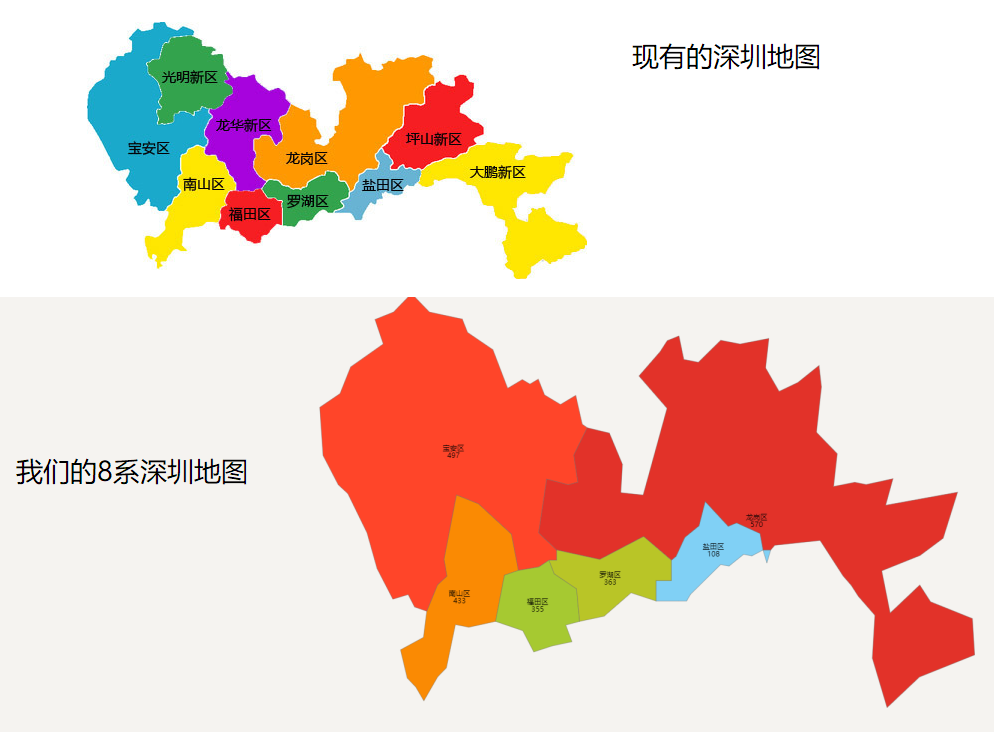 现有的深圳地图
光明新区
龙华新区
宝安区
坪山新区
龙岗区
大鹏新区
南山区
盐田区
罗湖区
福田区
我们的8系深圳地图
宝安区
497
龙岗区
570
盐田区
108
罗湖区
363
南山区
433
福田区
355